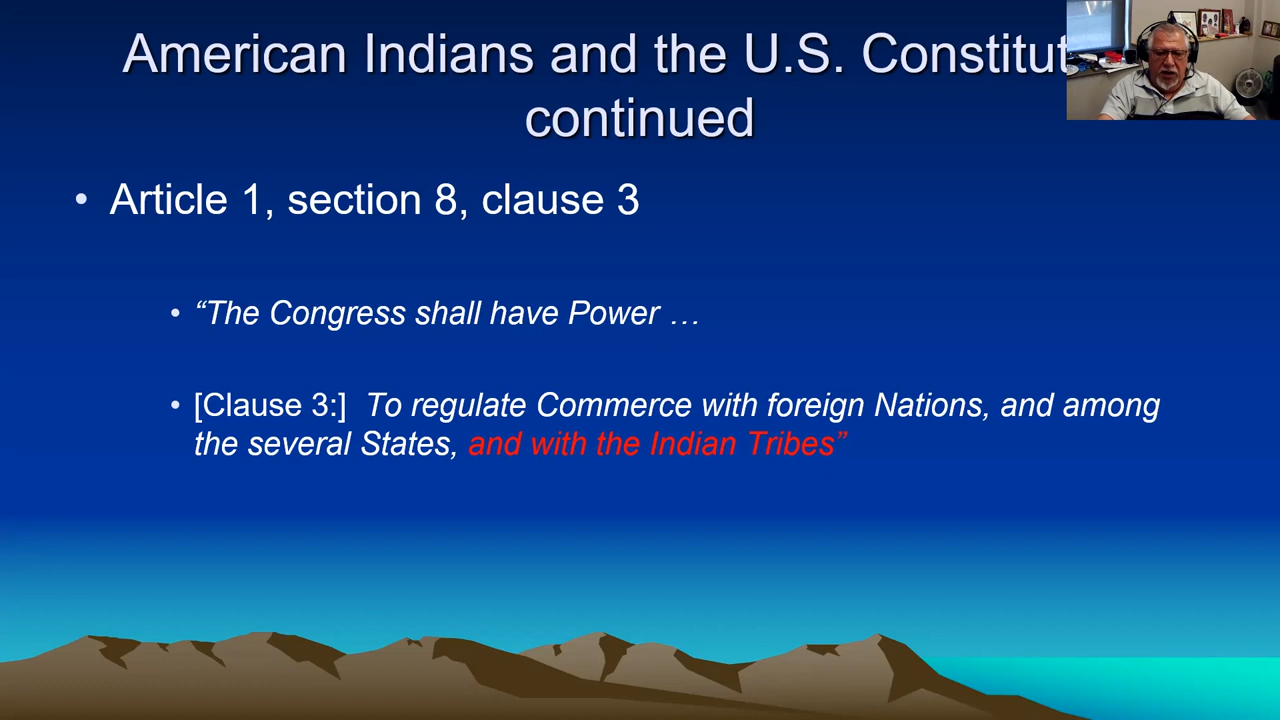 American Indians and the U.S. Constitut
continued
• Article 1, section 8, clause 3
• “The Congress shall have Power …
• [Clause 3:] To regulate Commerce with foreign Nations, and among
the several States, and with the Indian Tribes”